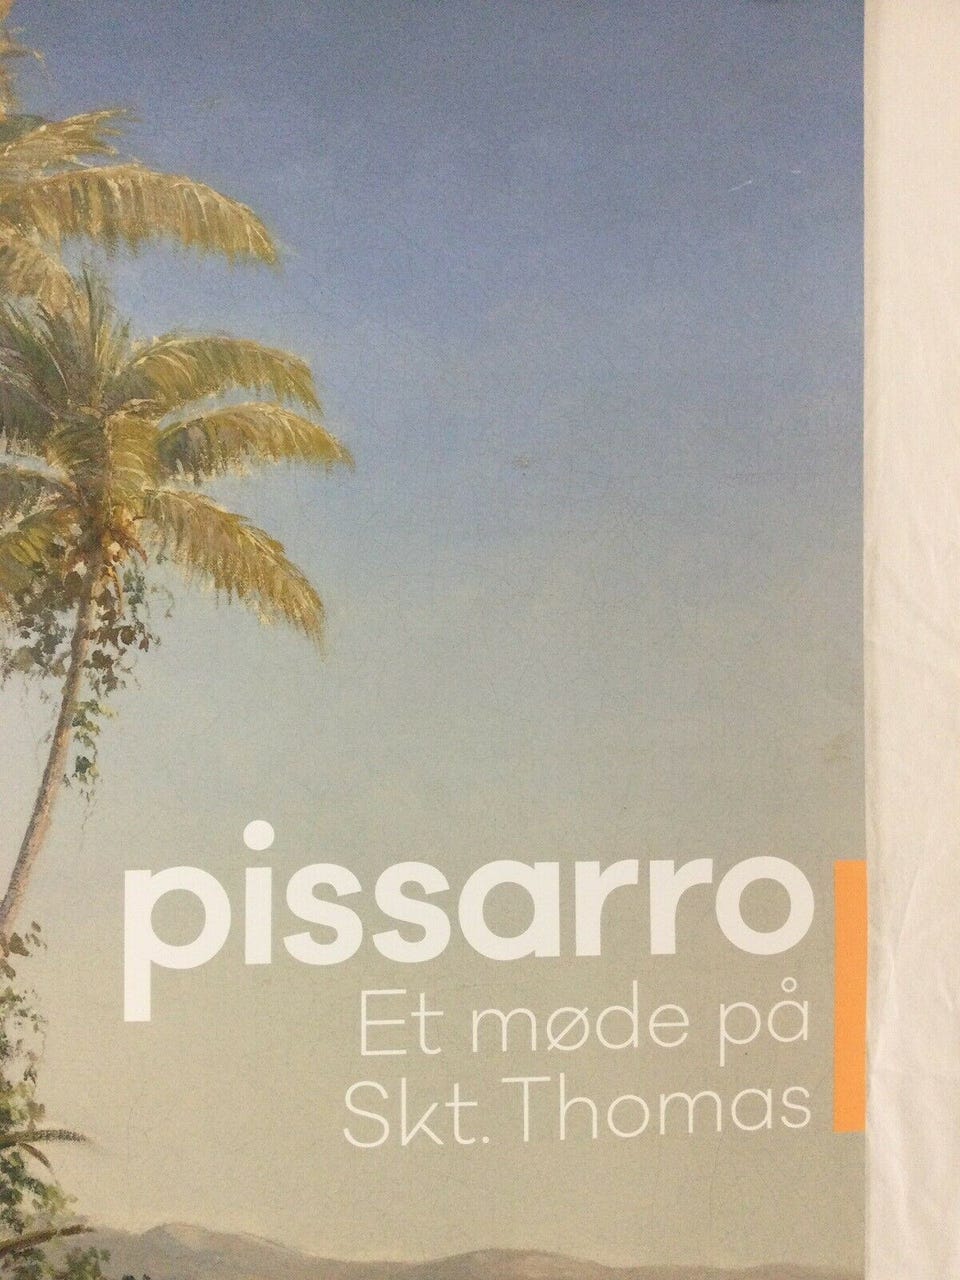 pissarro
Et møde på
Skt. Thomas